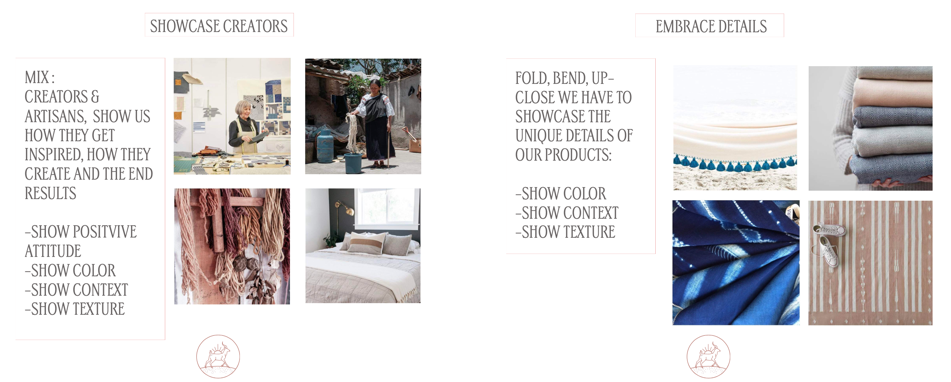 SHOWCASE CREATORS
MIX :
CREATORS &
ARTISANS, SHOW US
HOW THEY GET
INSPIRED, HOW THEY
CREATE AND THE END
RESULTS
-SHOW POSITVIVE
ATTITUDE
-SHOW COLOR
-SHOW CONTEXT
-SHOW TEXTURE
EMBRACE DETAILS
FOLD, BEND, UP-
CLOSE WE HAVE TO
SHOWCASE THE
UNIQUE DETAILS OF
OUR PRODUCTS:
-SHOW COLOR
-SHOW CONTEXT
-SHOW TEXTURE